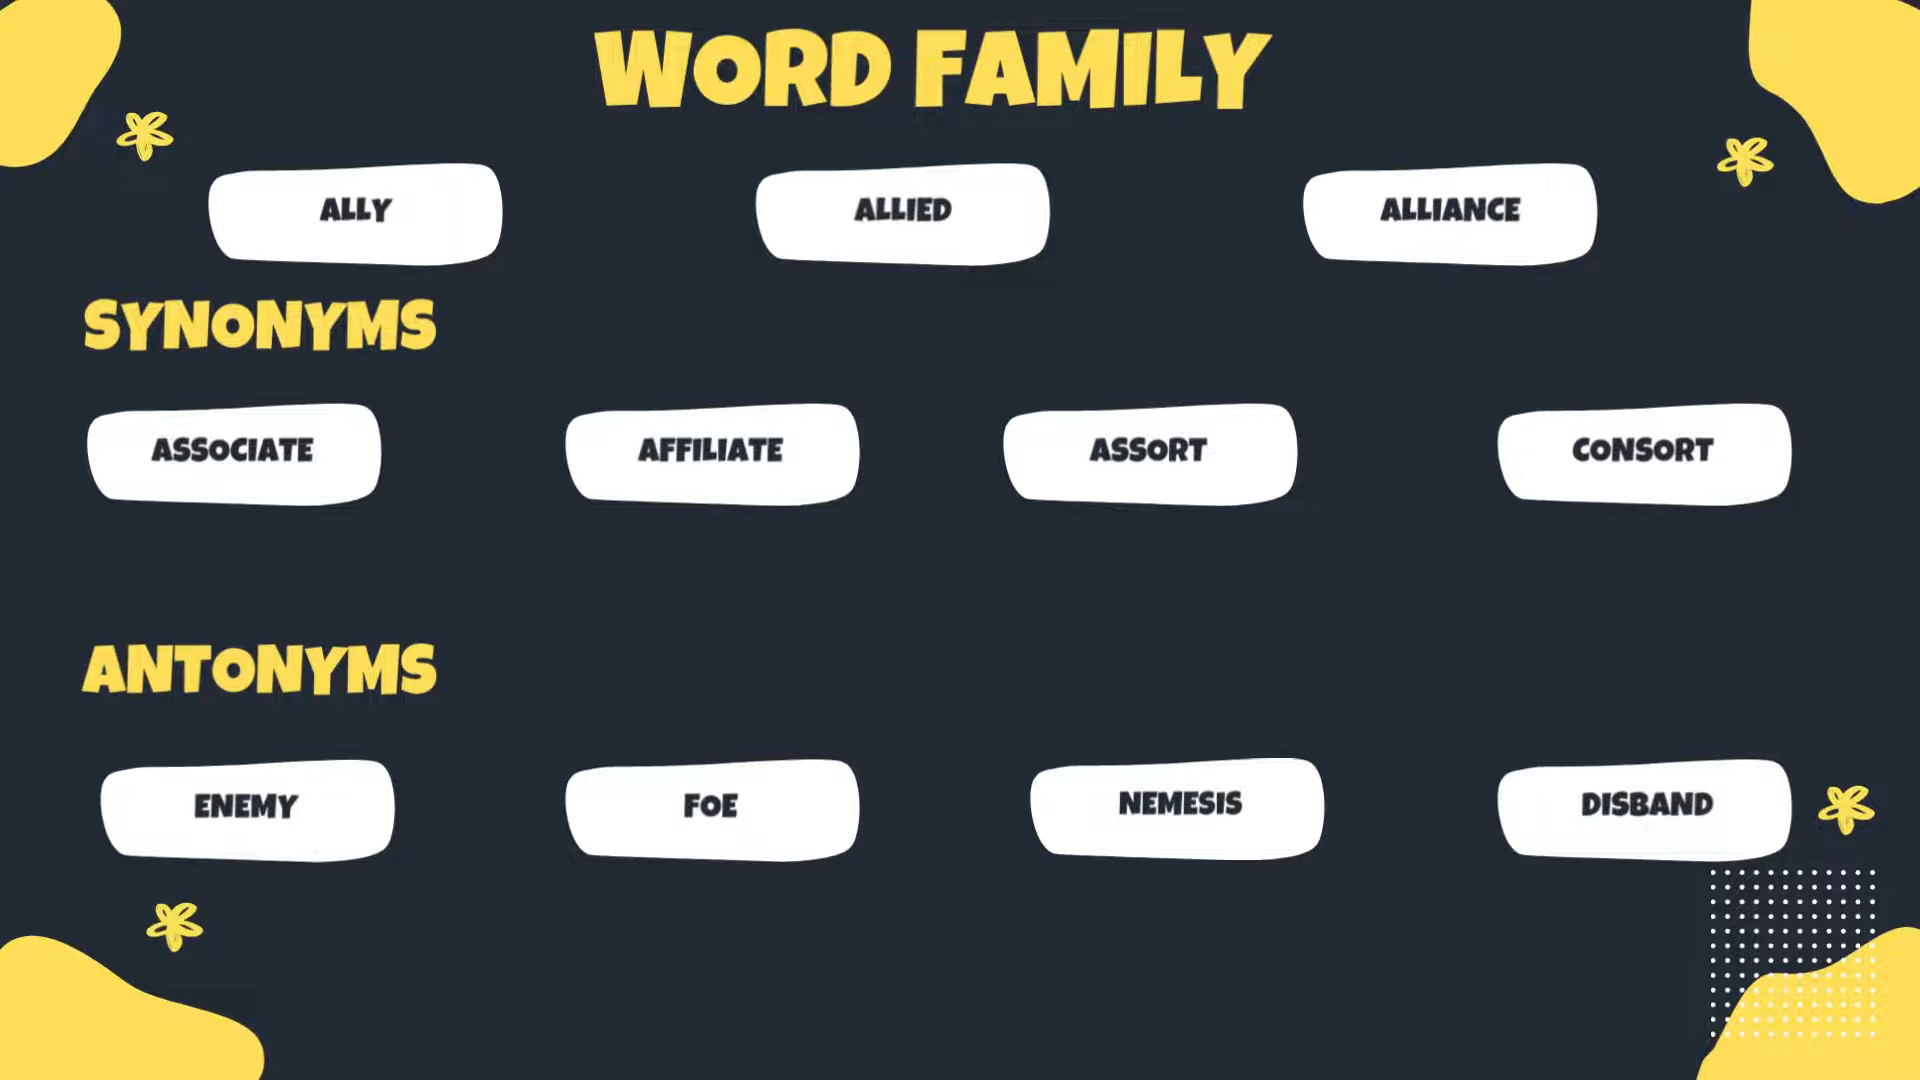 WORD FAMILY
ALLY ALLIED ALLIANCE
SYNONYMS
ASSOCIATE AFFILIATE ASSORT CONSORT
ANTONYMS
ENEMY FOE NEMESIS DISBAND